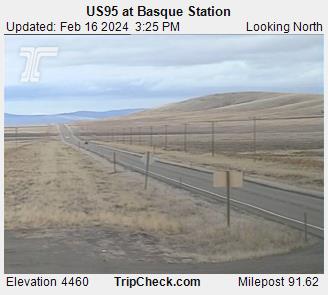 US95 at Basque Station
Updated: Feb 16 2024 3:25 PM Looking North
Elevation 4460 TripCheck.com Milepost 91.62